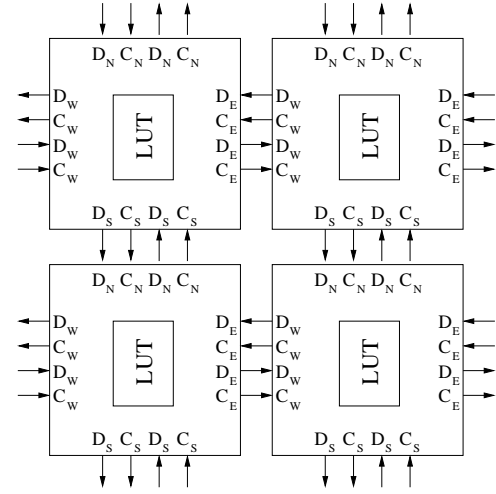 D_N C_N D_N C_N D_N C_N D_N C_N
D_W D_E D_W D_E
C_W C_E C_W C_E
D_W LUT D_E D_W LUT D_E
C_W C_E C_W C_E
D_S C_S D_S C_S D_S C_S D_S C_S
D_N C_N D_N C_N D_N C_N D_N C_N
D_W D_E D_W D_E
C_W C_E C_W C_E
D_W LUT D_E D_W LUT D_E
C_W C_E C_W C_E
D_S C_S D_S C_S D_S C_S D_S C_S